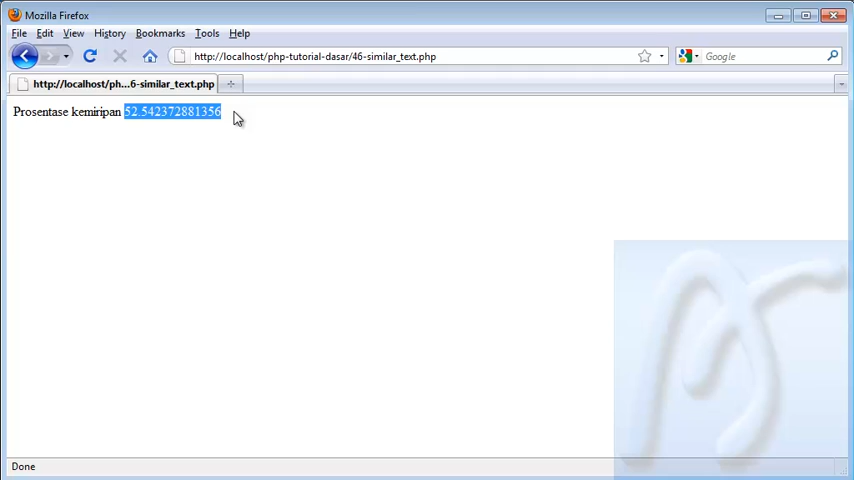 Mozilla Firefox
File Edit View History Bookmarks Tools Help
http://localhost/php-tutorial-dasar/46-similar_text.php
Google
http://localhost/ph...6-similar_text.php
Prosentase kemiripan 52.542372881356
Done